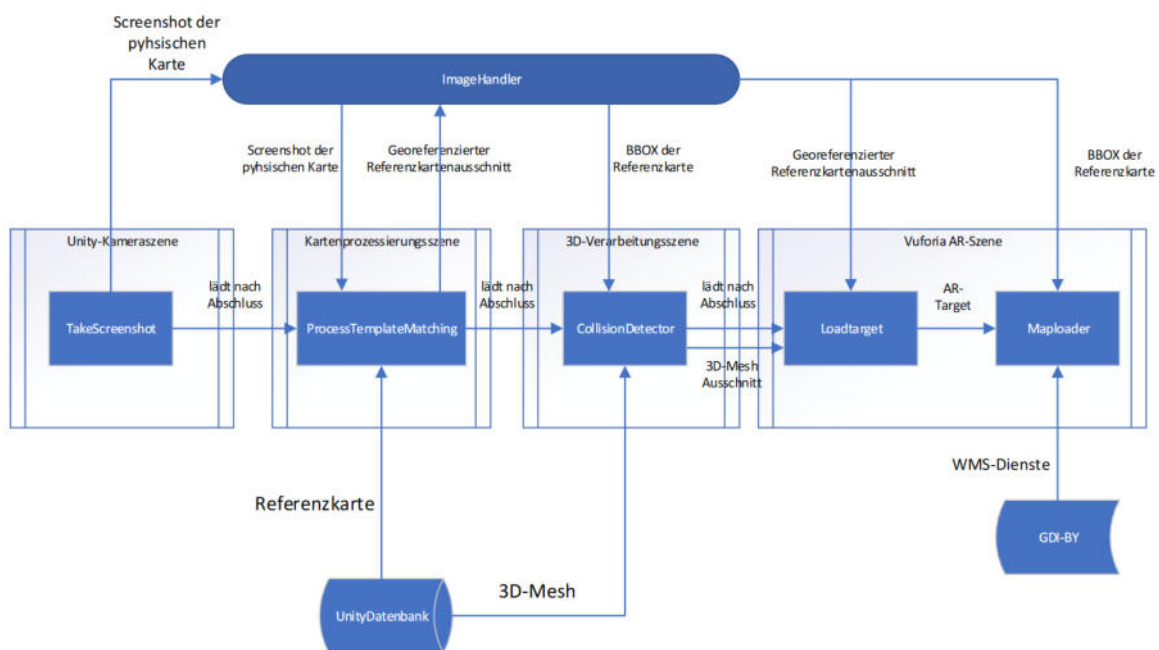 Screenshot der
pyhsischen
Karte
ImageHandler
Screenshot der
pyhsischen Karte
Georeferenzierter
Referenzkartenausschnitt
BBOX der
Referenzkarte
Georeferenzierter
Referenzkartenausschnitt
BBOX der
Referenzkarte
Unity-Kameraszene
Kartenprozessierungsszene
3D-Verarbeitungsszene
Vuforia AR-Szene
TakeScreenshot
lädt nach
Abschluss
ProcessTemplateMatching
lädt nach
Abschluss
CollisionDetector
lädt nach
Abschluss
3D-Mesh
Ausschnitt
Loadtarget
AR-
Target
Maploader
Referenzkarte
WMS-Dienste
GDI-BY
UnityDatenbank
3D-Mesh